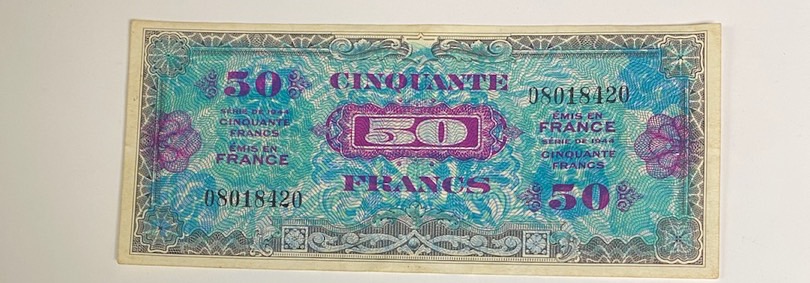 50
CINQUANTE
08018420
SÉRIE DE 1944
CINQUANTE
FRANCS
ÉMIS EN
FRANCE
50
ÉMIS EN
FRANCE
SÉRIE DE 1944
CINQUANTE
FRANCS
08018420
FRANCS
50